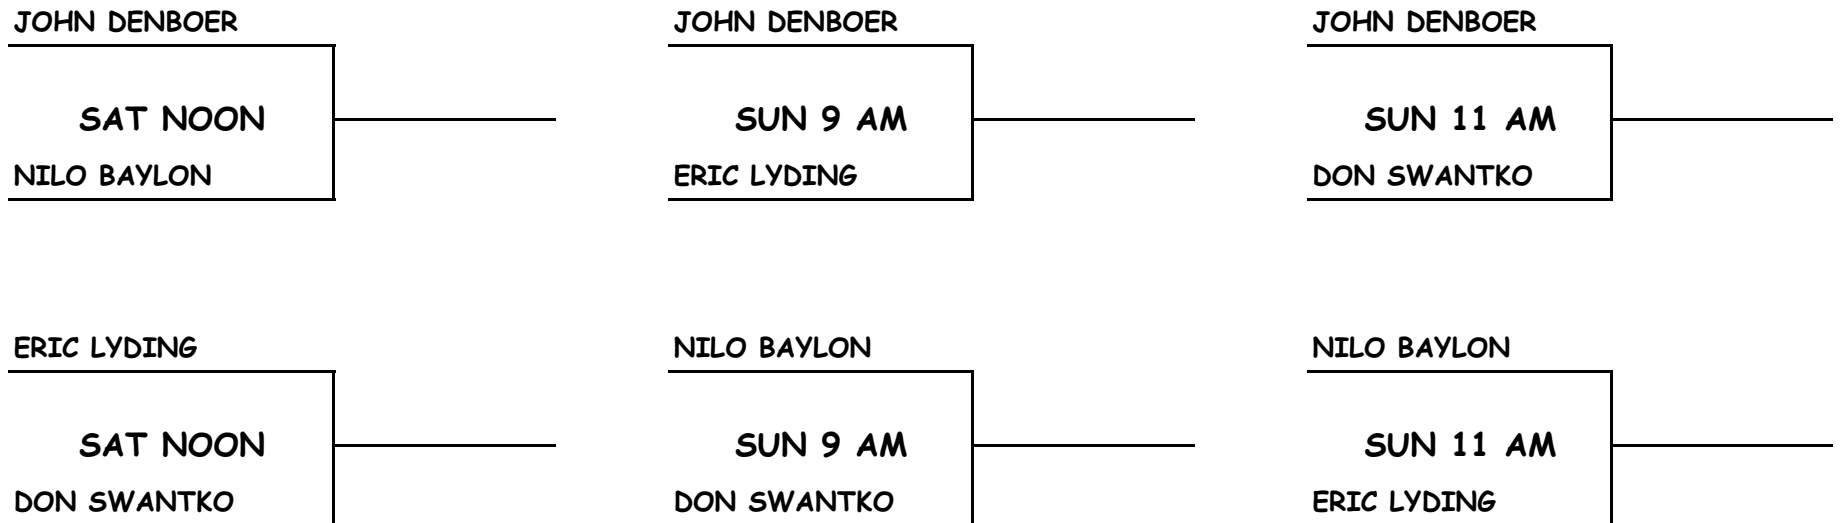 JOHN DENBOER
SAT NOON
NILO BAYLON
JOHN DENBOER
SUN 9 AM
ERIC LYDING
JOHN DENBOER
SUN 11 AM
DON SWANTKO
ERIC LYDING
SAT NOON
DON SWANTKO
NILO BAYLON
SUN 9 AM
DON SWANTKO
NILO BAYLON
SUN 11 AM
ERIC LYDING